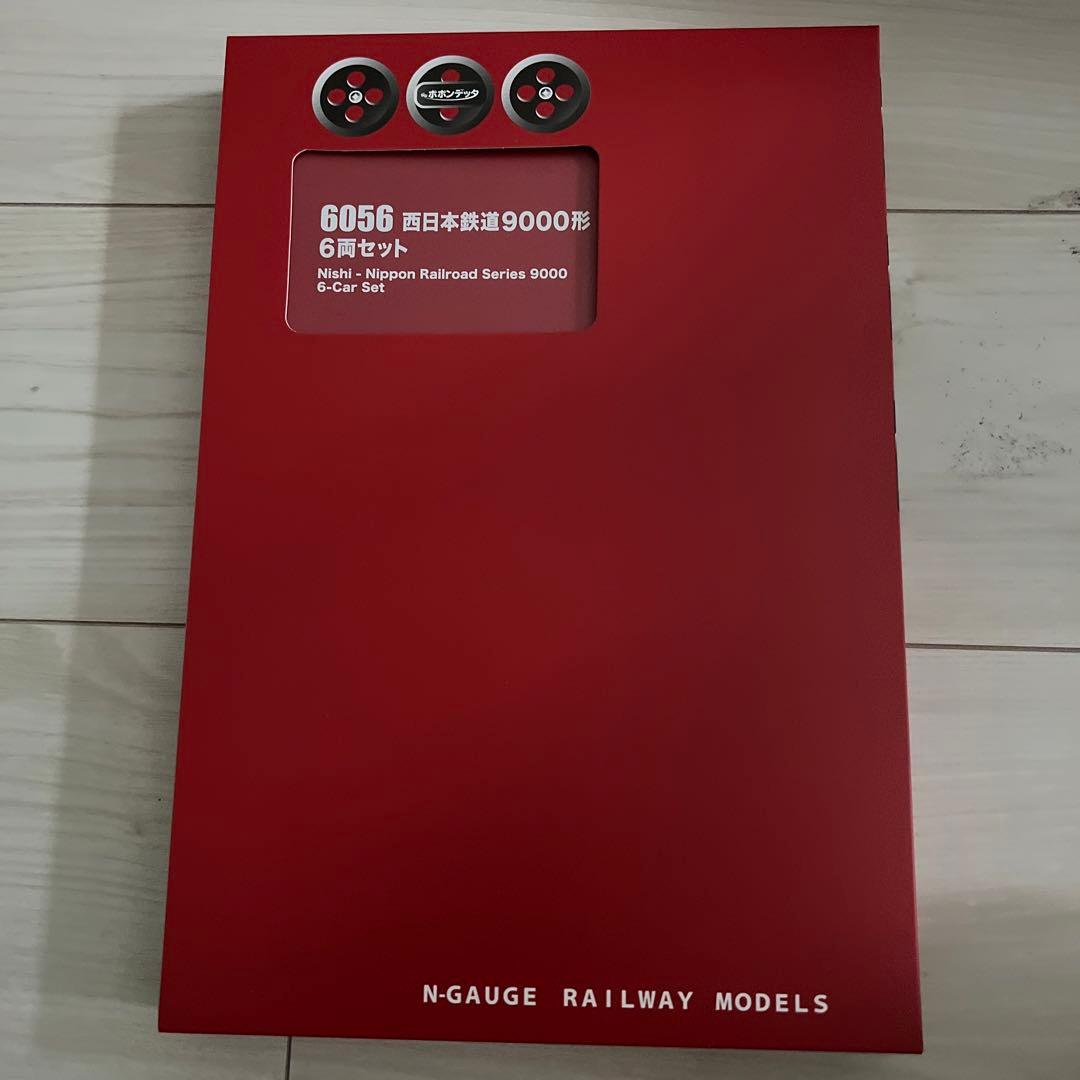 ポポンデッタ
6056 西日本鉄道9000形
6両セット
Nishi - Nippon Railroad Series 9000
6-Car Set
N-GAUGE RAILWAY MODELS